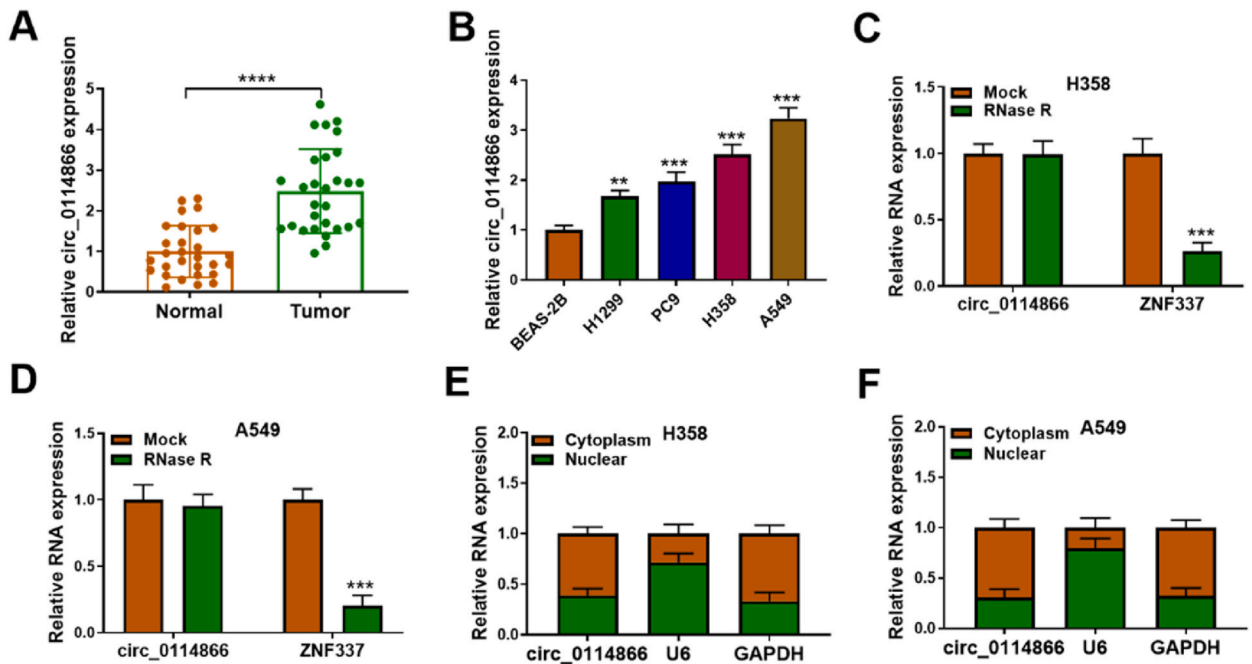 A
Relative circ_0114866 expression
5
4
3
2
1
0
****
Normal
Tumor
B
Relative circ_0114866 expression
4
3
2
1
0
**
***
***
***
BEAS-2B
H1299
PC9
H358
A549
C
Relative RNA expression
1.5
1.0
0.5
0.0
Mock
RNase R
H358
***
circ_0114866
ZNF337
D
Relative RNA expression
1.5
1.0
0.5
0.0
Mock
RNase R
A549
***
circ_0114866
ZNF337
E
Relative RNA expression
2.0
1.5
1.0
0.5
0.0
Cytoplasm
Nuclear
H358
circ_0114866
U6
GAPDH
F
Relative RNA expression
2.0
1.5
1.0
0.5
0.0
Cytoplasm
Nuclear
A549
circ_0114866
U6
GAPDH